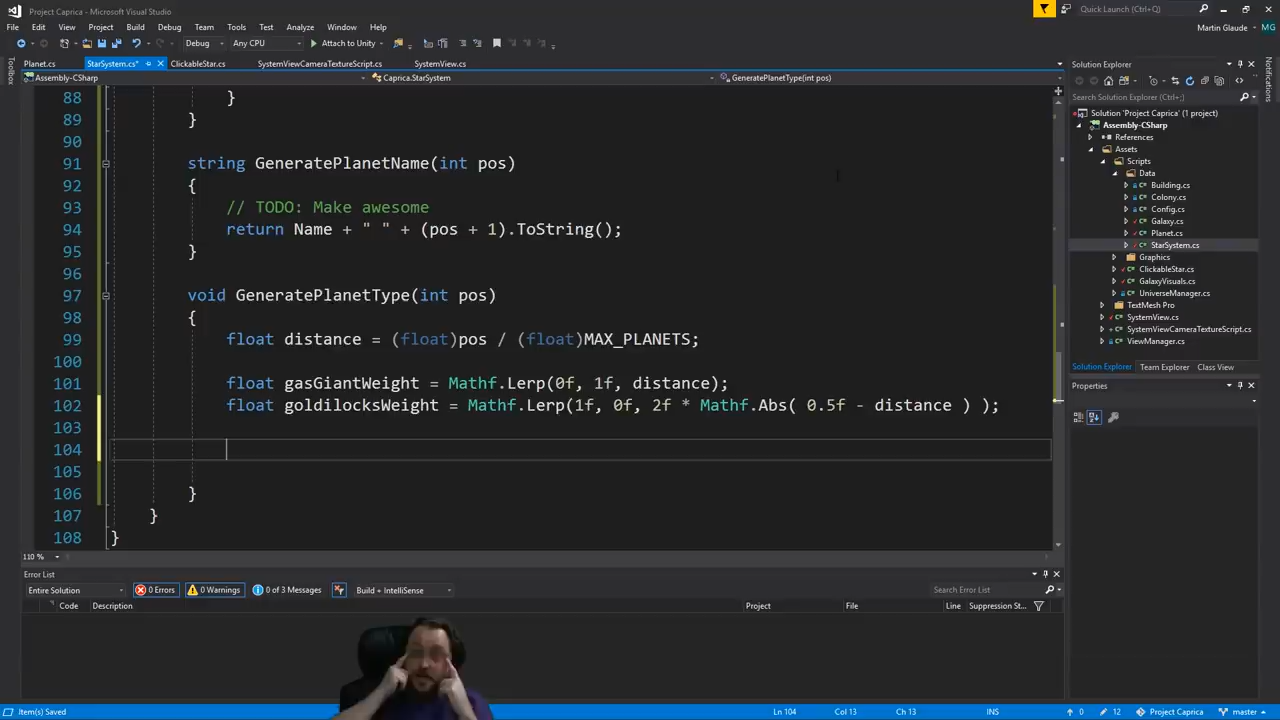 Project Caprica - Microsoft Visual Studio
Quick Launch (Ctrl+Q)
File Edit View Project Build Debug Team Tools Test Analyze Window Help
Martin Glaude MG
Debug Any CPU Attach to Unity
Toolbox
Planet.cs StarSystem.cs* ClickableStar.cs SystemViewCameraTextureScript.cs SystemView.cs
Assembly-CSharp Caprica.StarSystem GeneratePlanetType(int pos)
88 }
89 }
90
91 string GeneratePlanetName(int pos)
92 {
93 // TODO: Make awesome
94 return Name + " " + (pos + 1).ToString();
95 }
96
97 void GeneratePlanetType(int pos)
98 {
99 float distance = (float)pos / (float)MAX_PLANETS;
100
101 float gasGiantWeight = Mathf.Lerp(0f, 1f, distance);
102 float goldilocksWeight = Mathf.Lerp(1f, 0f, 2f * Mathf.Abs( 0.5f - distance ) );
103
104
105
106 }
107 }
108 }
110 %
Error List
Entire Solution 0 Errors 0 Warnings 0 of 3 Messages Build + IntelliSense
Search Error List
Code Description Project File Line Suppression St...
Solution Explorer
Search Solution Explorer (Ctrl+;)
Solution 'Project Caprica' (1 project)
Assembly-CSharp
References
Assets
Scripts
Data
Building.cs
Colony.cs
Config.cs
Galaxy.cs
Planet.cs
StarSystem.cs
Graphics
ClickableStar.cs
GalaxyVisuals.cs
UniverseManager.cs
TextMesh Pro
SystemView.cs
SystemViewCameraTextureScript.cs
ViewManager.cs
Solution Explorer Team Explorer Class View
Properties
Notifications
Item(s) Saved Ln 104 Col 13 Ch 13 INS 0 12 Project Caprica master